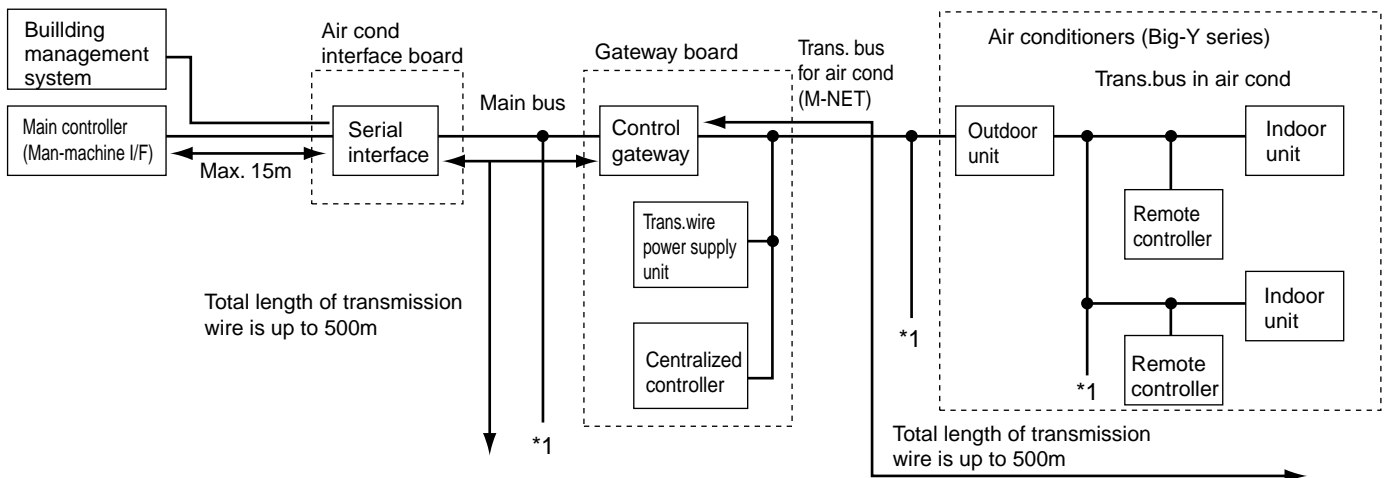 Buillding
management
system
Main controller
(Man-machine I/F)
Max. 15m
Air cond
interface board
Serial
interface
Main bus
Total length of transmission
wire is up to 500m
*1
Gateway board
Control
gateway
Trans.wire
power supply
unit
Centralized
controller
Trans. bus
for air cond
(M-NET)
*1
Air conditioners (Big-Y series)
Trans.bus in air cond
Outdoor
unit
Indoor
unit
Remote
controller
Indoor
unit
Remote
controller
*1
Total length of transmission
wire is up to 500m